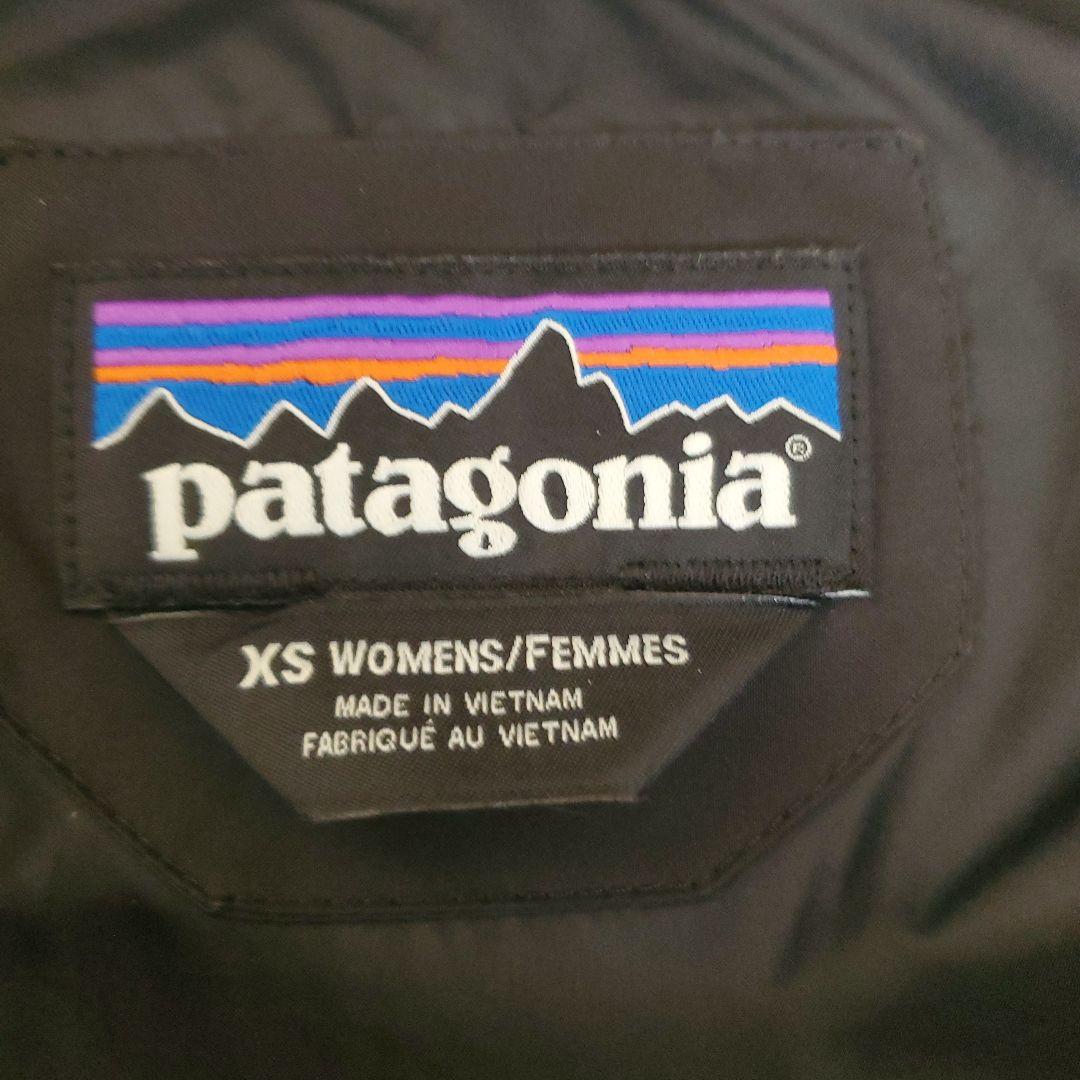 patagonia®
XS WOMENS/FEMMES
MADE IN VIETNAM
FABRIQUÉ AU VIETNAM